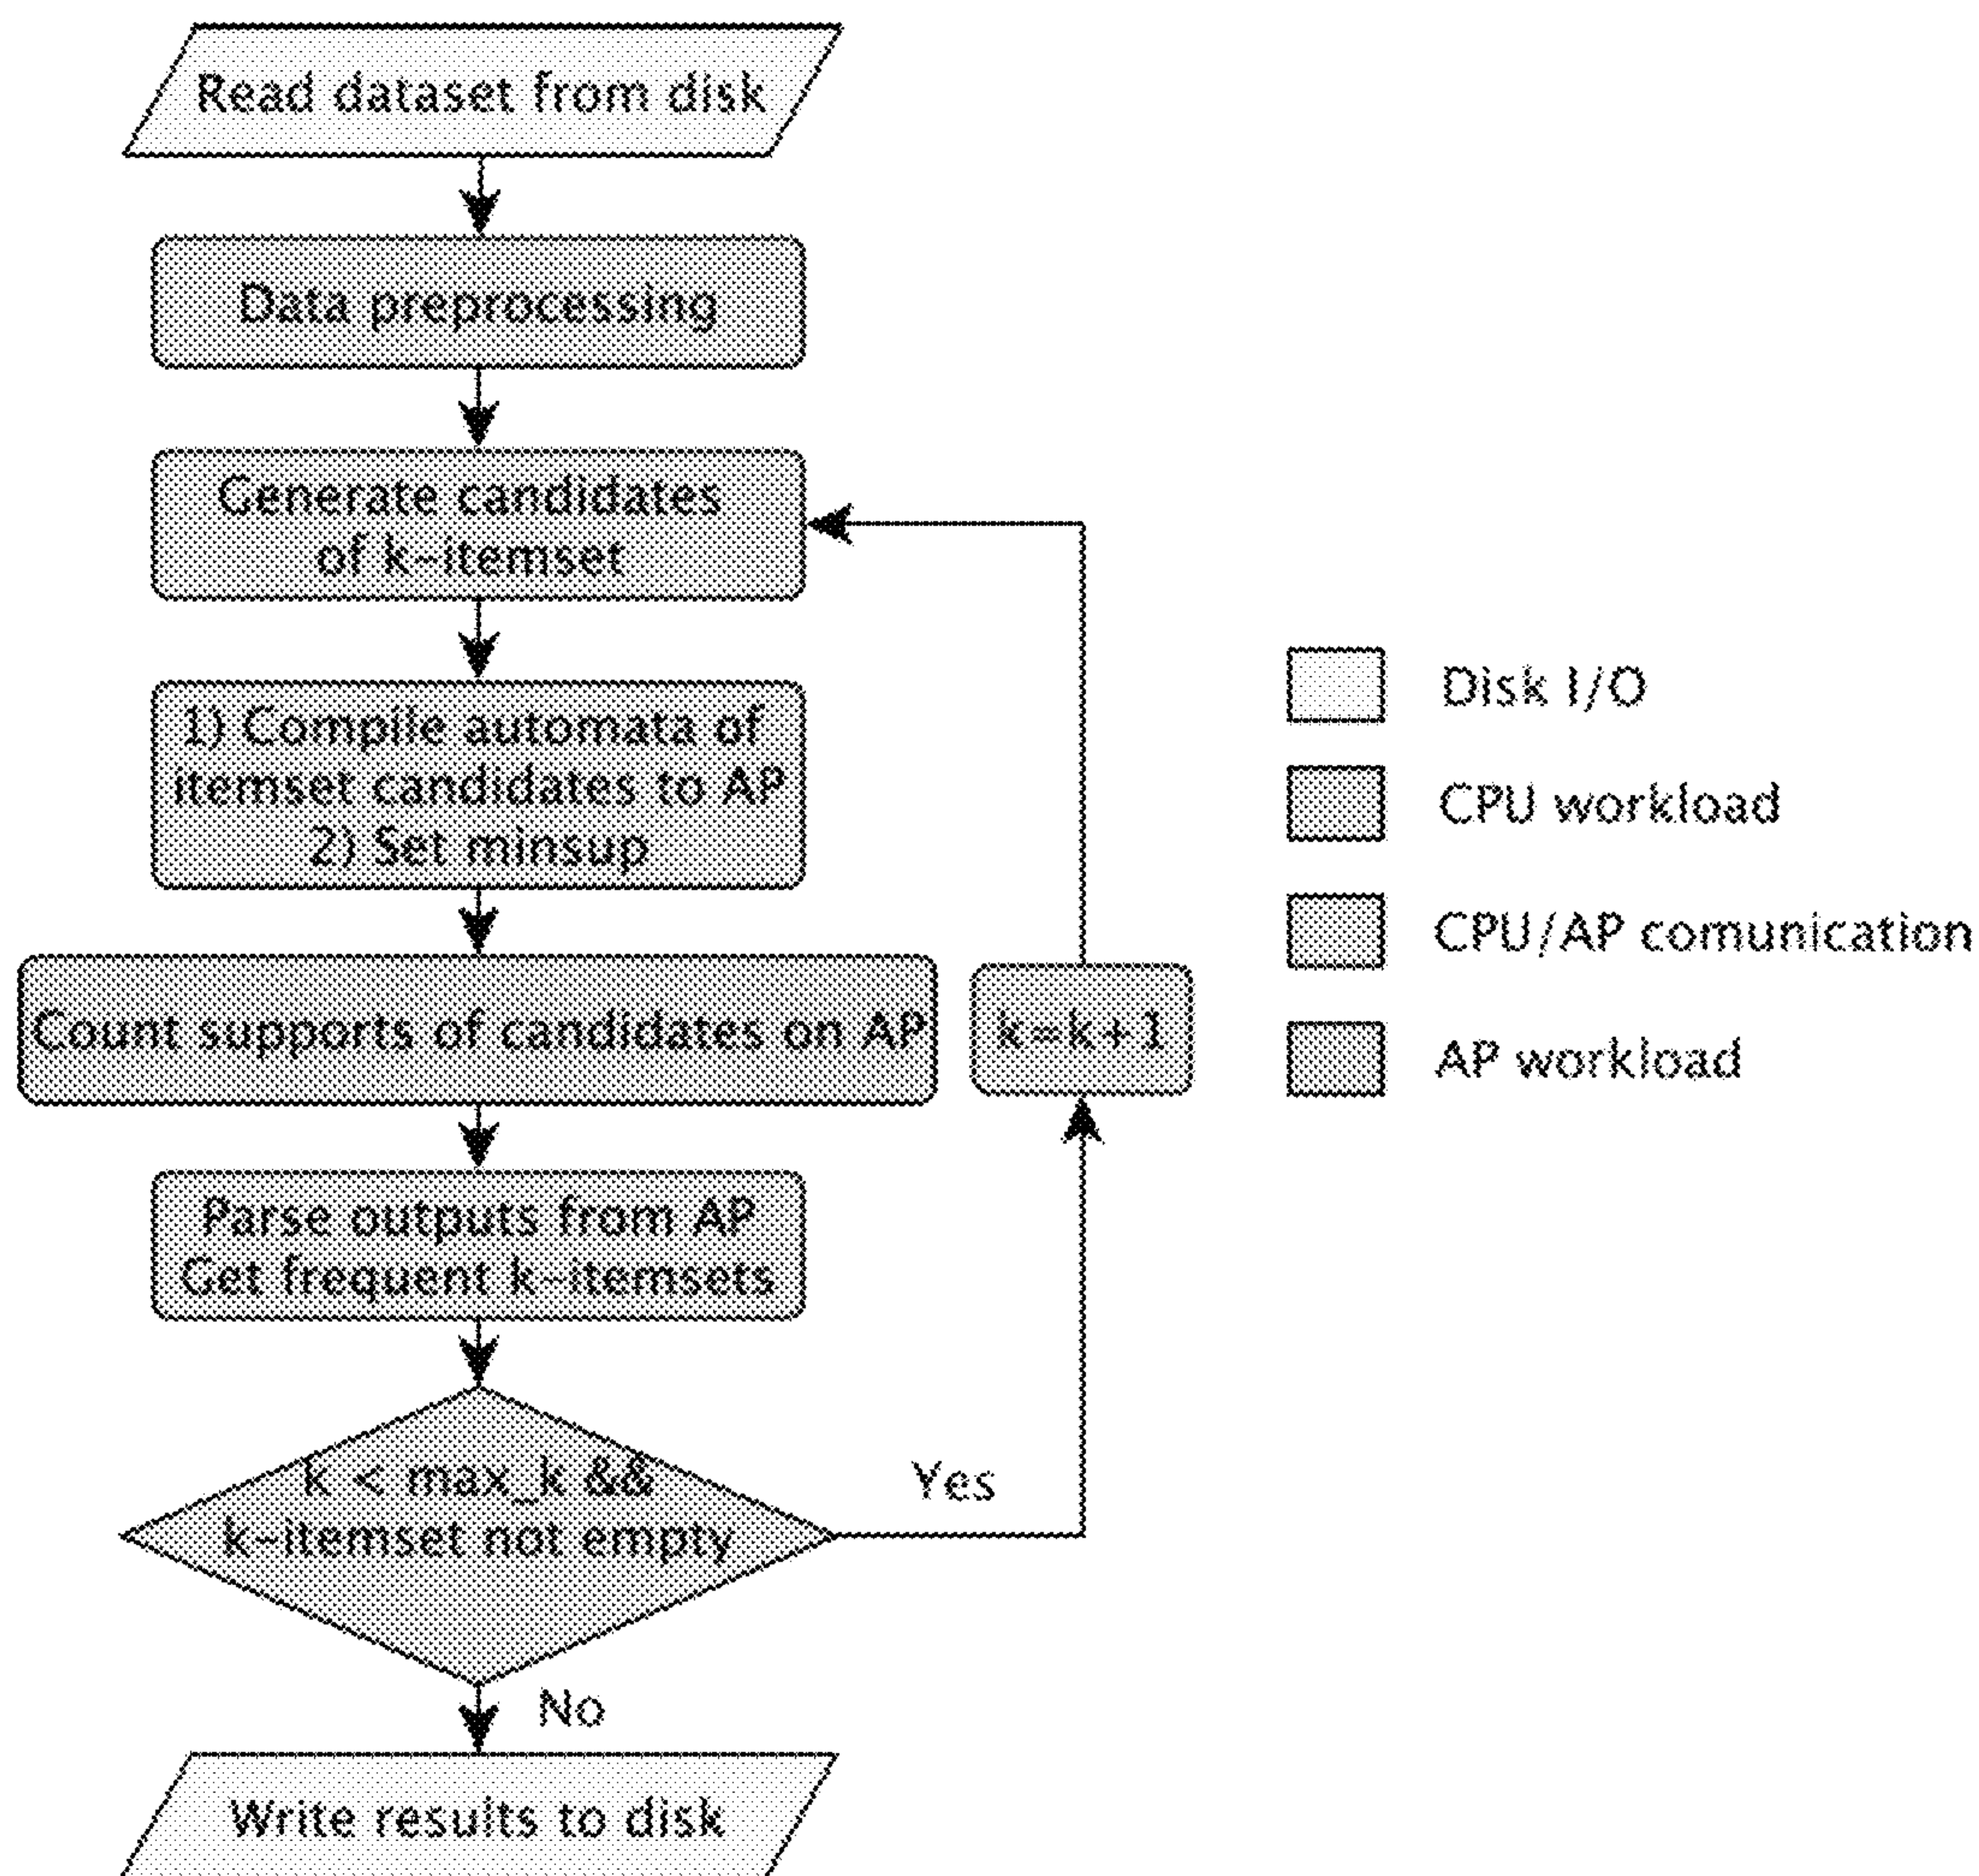 Read dataset from disk
Data preprocessing
Generate candidates
of k-itemset
1) Compile automata of
itemset candidates to AP
2) Set minsup
Count supports of candidates on AP
k=k+1
Parse outputs from AP
Get frequent k-itemsets
k < max_k &&
k-itemset not empty
Yes
No
Write results to disk
Disk I/O
CPU workload
CPU/AP comunication
AP workload